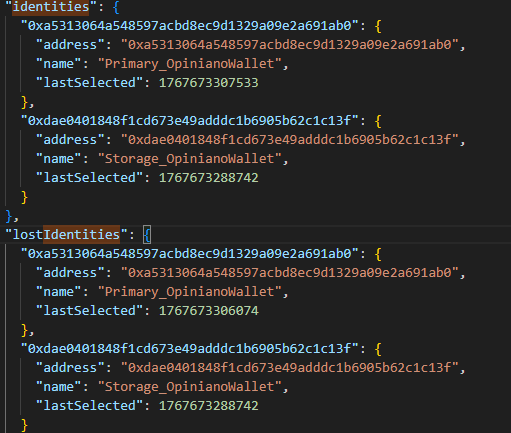 "identities": {
"0xa5313064a548597acbd8ec9d1329a09e2a691ab0": {
"address": "0xa5313064a548597acbd8ec9d1329a09e2a691ab0",
"name": "Primary_OpinianoWallet",
"lastSelected": 1767673307533
},
"0xdae0401848f1cd673e49adddc1b6905b62c1c13f": {
"address": "0xdae0401848f1cd673e49adddc1b6905b62c1c13f",
"name": "Storage_OpinianoWallet",
"lastSelected": 1767673288742
}
},
"lostIdentities": {
"0xa5313064a548597acbd8ec9d1329a09e2a691ab0": {
"address": "0xa5313064a548597acbd8ec9d1329a09e2a691ab0",
"name": "Primary_OpinianoWallet",
"lastSelected": 1767673306074
},
"0xdae0401848f1cd673e49adddc1b6905b62c1c13f": {
"address": "0xdae0401848f1cd673e49adddc1b6905b62c1c13f",
"name": "Storage_OpinianoWallet",
"lastSelected": 1767673288742
}